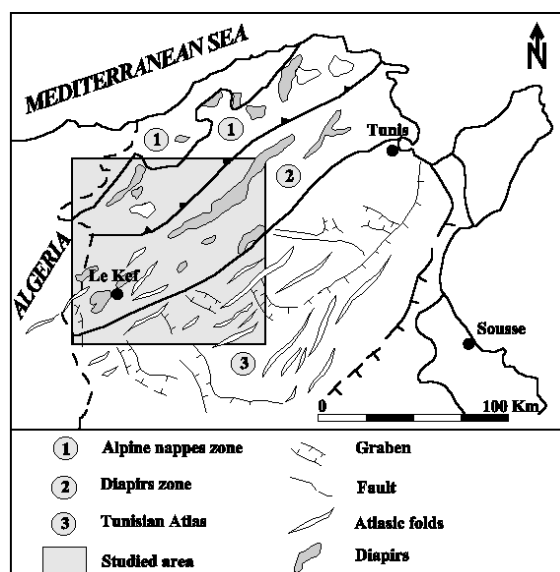 MEDITERRANEAN SEA
N
1
1
Tunis
2
ALGERIA
Le Kef
Sousse
3
0 100 Km
1 Alpine nappes zone
Graben
2 Diapirs zone
Fault
3 Tunisian Atlas
Atlasic folds
Studied area
Diapirs